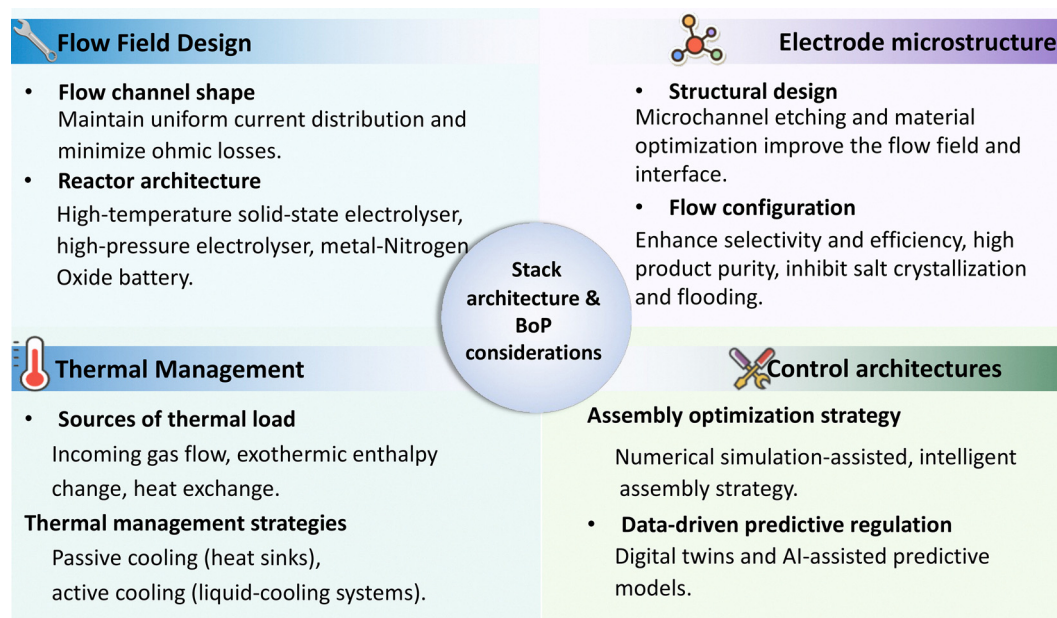 Flow Field Design
• Flow channel shape
Maintain uniform current distribution and
minimize ohmic losses.
• Reactor architecture
High-temperature solid-state electrolyser,
high-pressure electrolyser, metal-Nitrogen
Oxide battery.
Electrode microstructure
• Structural design
Microchannel etching and material
optimization improve the flow field and
interface.
• Flow configuration
Enhance selectivity and efficiency, high
product purity, inhibit salt crystallization
and flooding.
Stack
architecture &
BoP
considerations
Thermal Management
• Sources of thermal load
Incoming gas flow, exothermic enthalpy
change, heat exchange.
Thermal management strategies
Passive cooling (heat sinks),
active cooling (liquid-cooling systems).
Control architectures
Assembly optimization strategy
Numerical simulation-assisted, intelligent
assembly strategy.
• Data-driven predictive regulation
Digital twins and AI-assisted predictive
models.